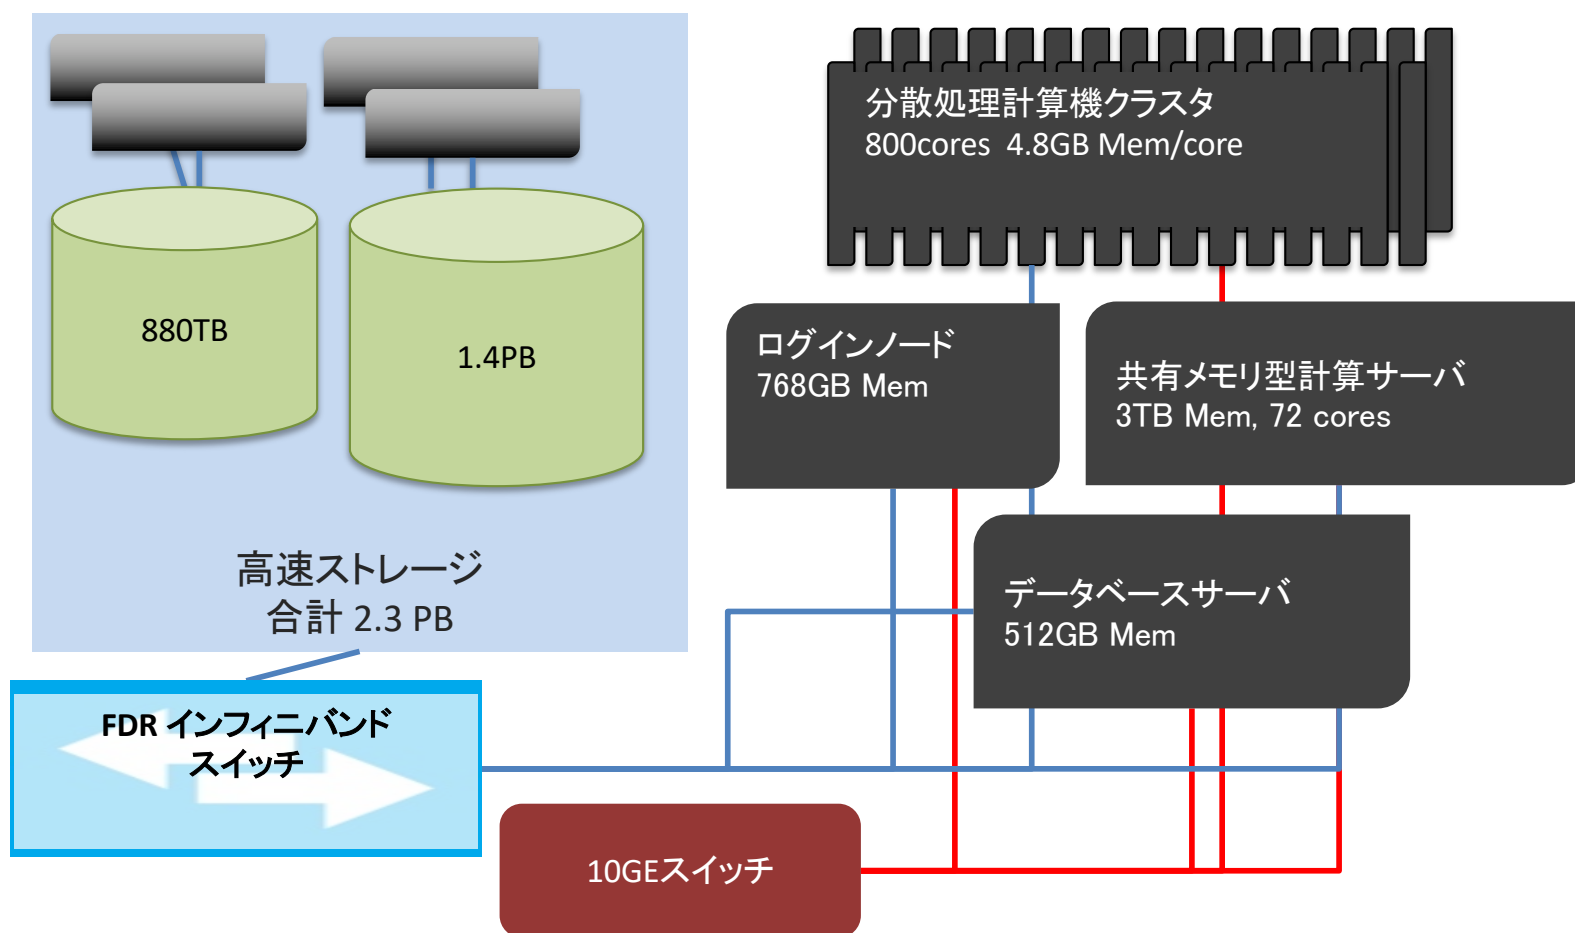 分散処理計算機クラスタ
800cores 4.8GB Mem/core
880TB
1.4PB
ログインノード
768GB Mem
共有メモリ型計算サーバ
3TB Mem, 72 cores
高速ストレージ
合計 2.3 PB
データベースサーバ
512GB Mem
FDR インフィニバンド
スイッチ
10GEスイッチ